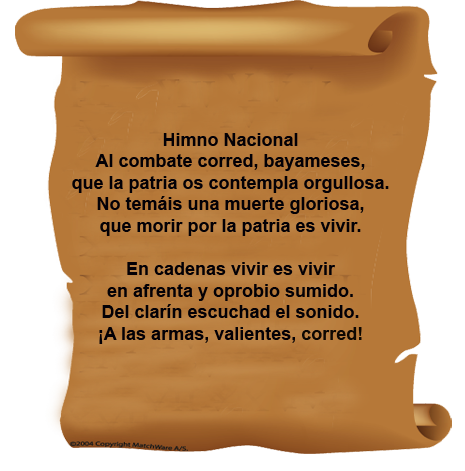 Himno Nacional
Al combate corred, bayameses,
que la patria os contempla orgullosa.
No temáis una muerte gloriosa,
que morir por la patria es vivir.
En cadenas vivir es vivir
en afrenta y oprobio sumido.
Del clarín escuchad el sonido.
¡A las armas, valientes, corred!
©2004 Copyright MatchWare A/S.